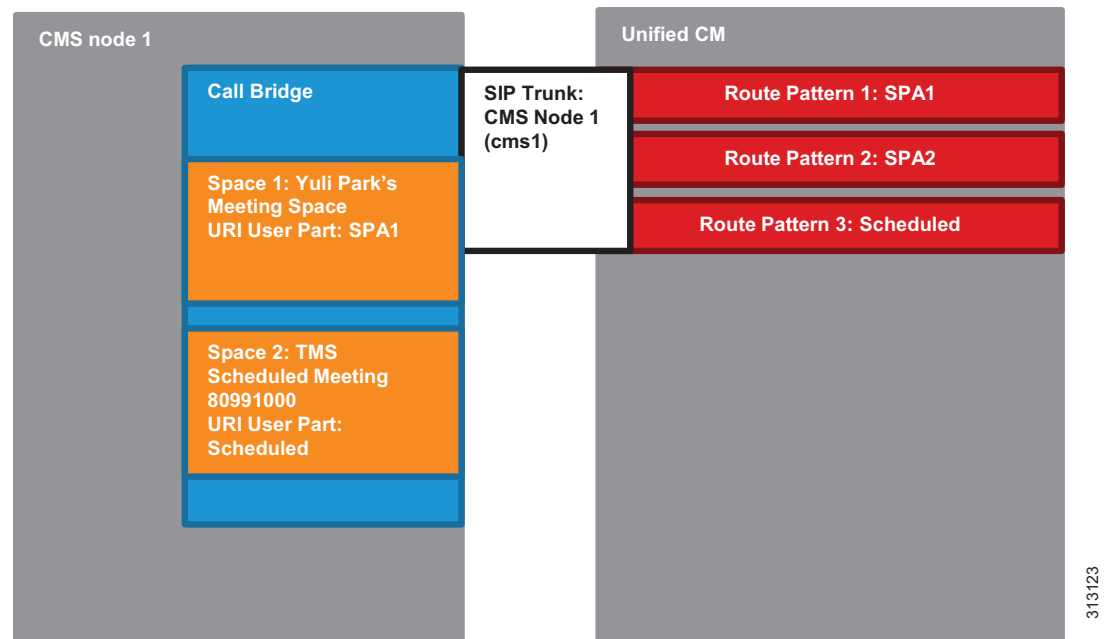 CMS node 1
Call Bridge
Space 1: Yuli Park's
Meeting Space
URI User Part: SPA1
Space 2: TMS
Scheduled Meeting
80991000
URI User Part:
Scheduled
SIP Trunk:
CMS Node 1
(cms1)
Unified CM
Route Pattern 1: SPA1
Route Pattern 2: SPA2
Route Pattern 3: Scheduled
313123